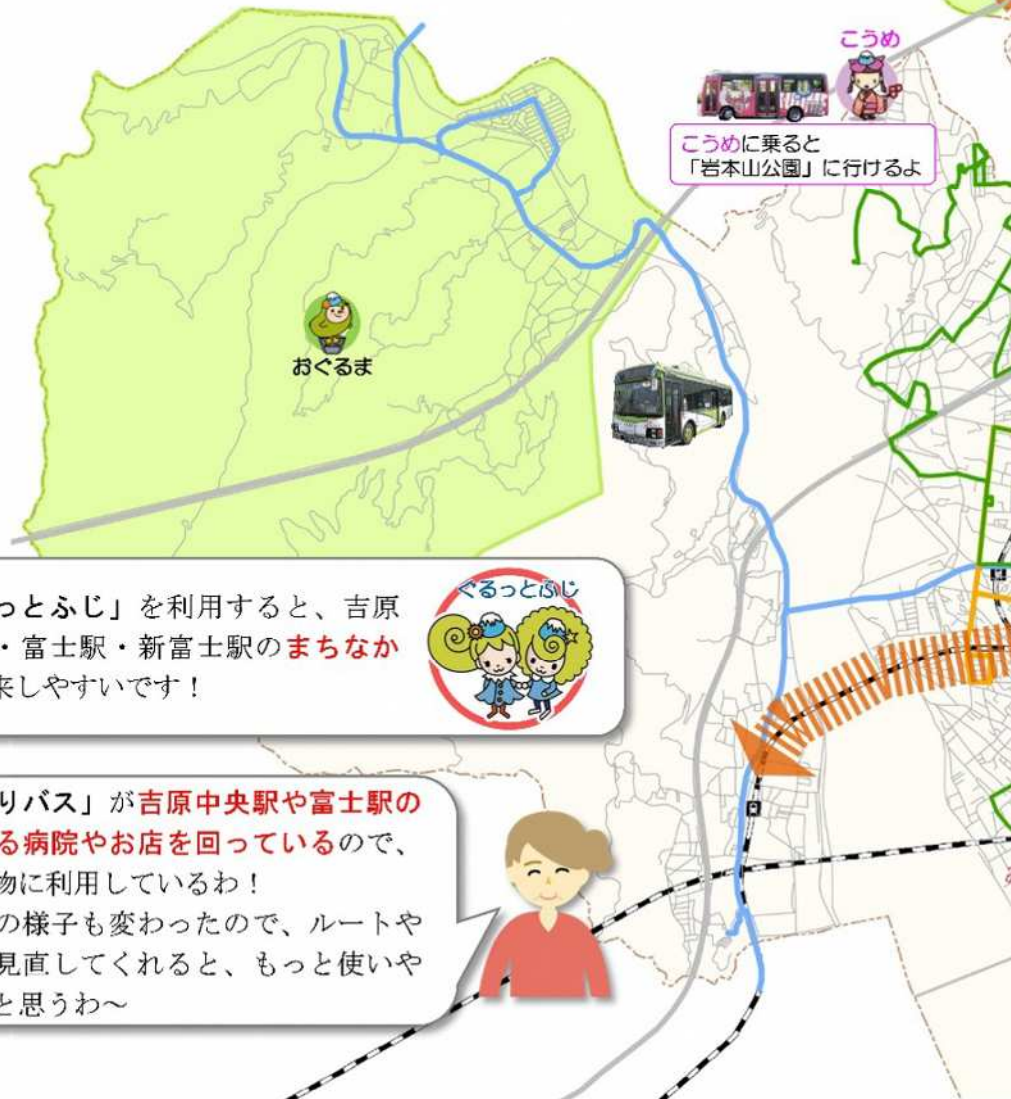 こうめ
こうめに乗ると
「岩本山公園」に行けるよ
おぐるま
っとふじ」を利用すると、吉原
・富士駅・新富士駅のまちなか
来しやすいです！
ぐるっとふじ
りバス」が吉原中央駅や富士駅の
る病院やお店を回っているので、
物に利用しているわ！
の様子も変わったので、ルートや
見直してくれると、もっと使いや
と思うわ～